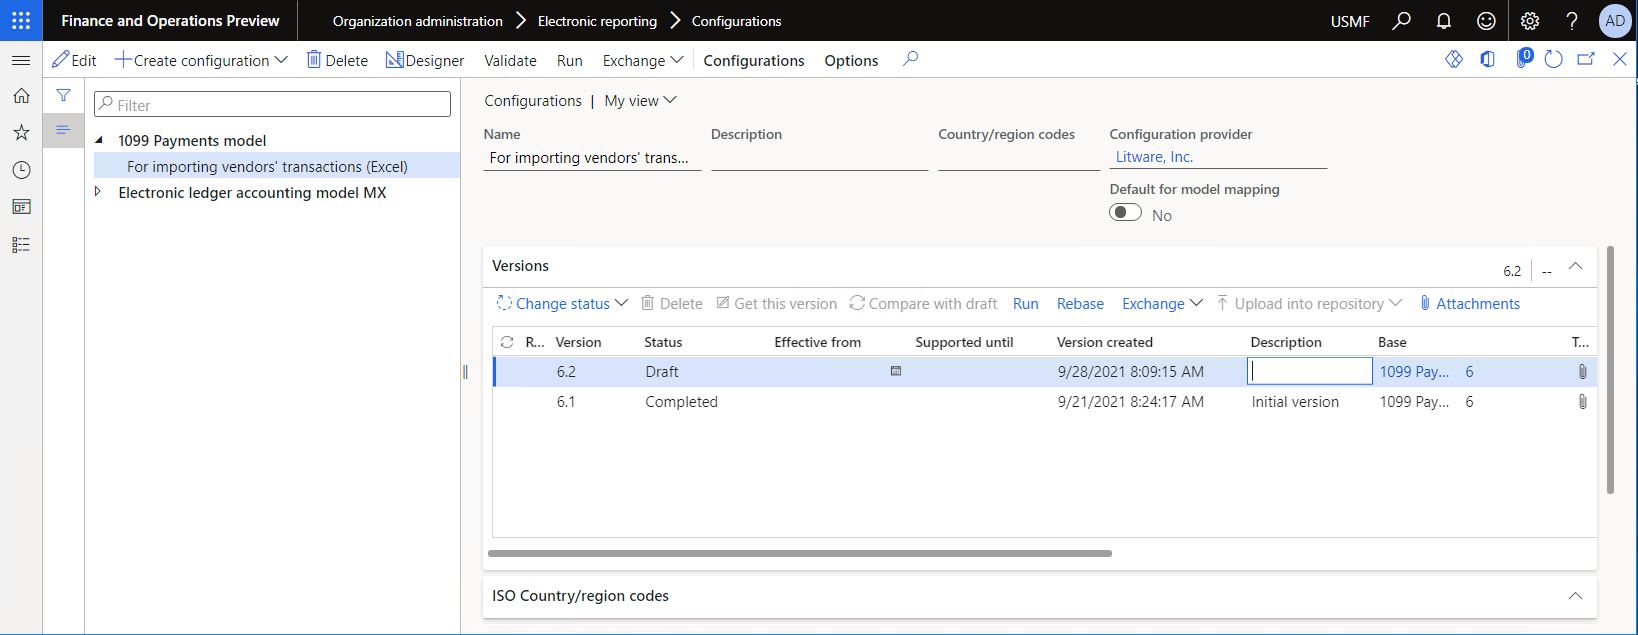 Finance and Operations Preview Organization administration Electronic reporting Configurations USMF AD
Edit Create configuration Delete Designer Validate Run Exchange Configurations Options 0
Filter
1099 Payments model
For importing vendors' transactions (Excel)
Electronic ledger accounting model MX
Configurations | My view
Name Description Country/region codes Configuration provider
For importing vendors' trans... Litware, Inc.
Default for model mapping
No
Versions 6.2 --
Change status Delete Get this version Compare with draft Run Rebase Exchange Upload into repository Attachments
R... Version Status Effective from Supported until Version created Description Base T...
6.2 Draft 9/28/2021 8:09:15 AM 1099 Pay... 6
6.1 Completed 9/21/2021 8:24:17 AM Initial version 1099 Pay... 6
ISO Country/region codes